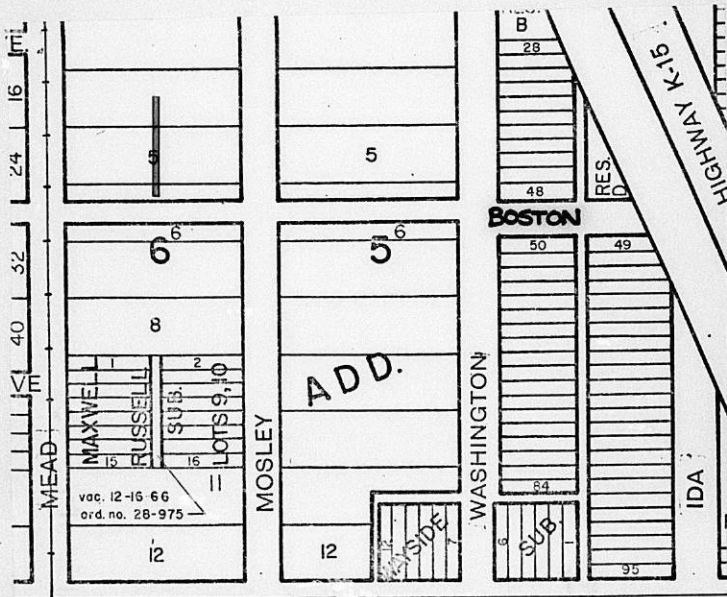 E
16
24
32
40
VE
MEAD
5
6
6
8
1
2
MAXWELL
RUSSELL
SUB.
= LOTS 9,10
15
16
vac. 12-16-66
ord. no. 28-975
12
MOSLEY
5
6
5
ADD.
12
WAYSIDE
7
6
SUB.
1
WASHINGTON
B
28
48
RES.
D
BOSTON
50
49
84
95
IDA
HIGHWAY K-15